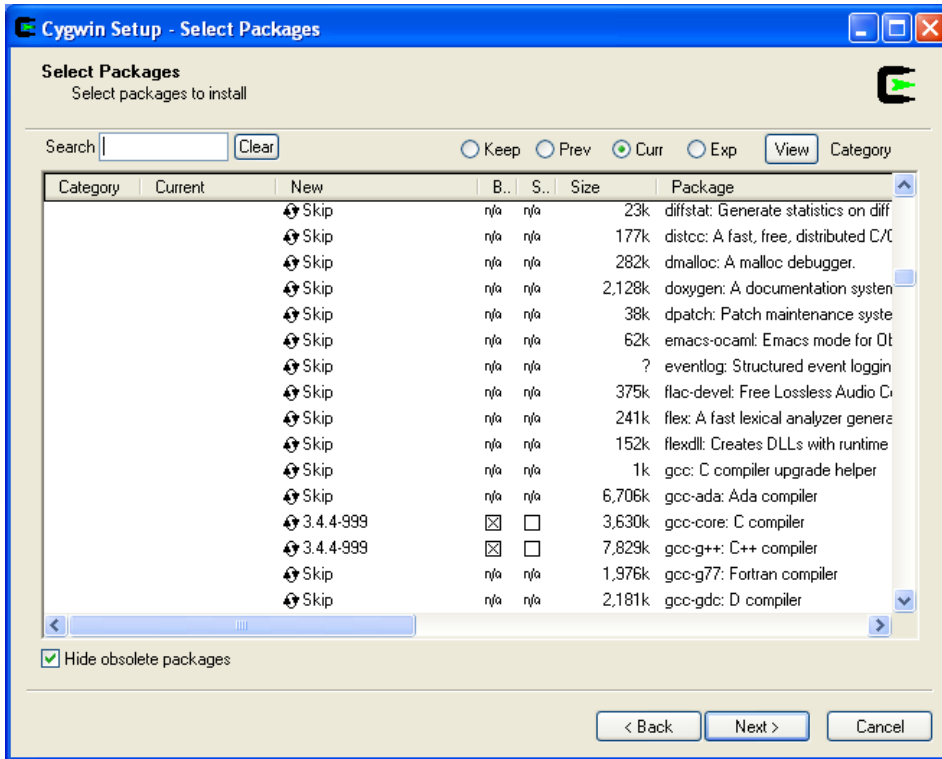 Cygwin Setup - Select Packages
Select Packages
Select packages to install
Search Clear Keep Prev Curr Exp View Category
Category Current New B.. S.. Size Package
Skip n/a n/a 23k diffstat: Generate statistics on diff
Skip n/a n/a 177k distcc: A fast, free, distributed C/C
Skip n/a n/a 282k dmalloc: A malloc debugger.
Skip n/a n/a 2,128k doxygen: A documentation system
Skip n/a n/a 38k dpatch: Patch maintenance syste
Skip n/a n/a 62k emacs-ocaml: Emacs mode for Ob
Skip n/a n/a ? eventlog: Structured event loggin
Skip n/a n/a 375k flac-devel: Free Lossless Audio Co
Skip n/a n/a 241k flex: A fast lexical analyzer genera
Skip n/a n/a 152k flexdll: Creates DLLs with runtime
Skip n/a n/a 1k gcc: C compiler upgrade helper
Skip n/a n/a 6,706k gcc-ada: Ada compiler
3.4.4-999 3,630k gcc-core: C compiler
3.4.4-999 7,829k gcc-g++: C++ compiler
Skip n/a n/a 1,976k gcc-g77: Fortran compiler
Skip n/a n/a 2,181k gcc-gdc: D compiler
Hide obsolete packages
< Back Next > Cancel